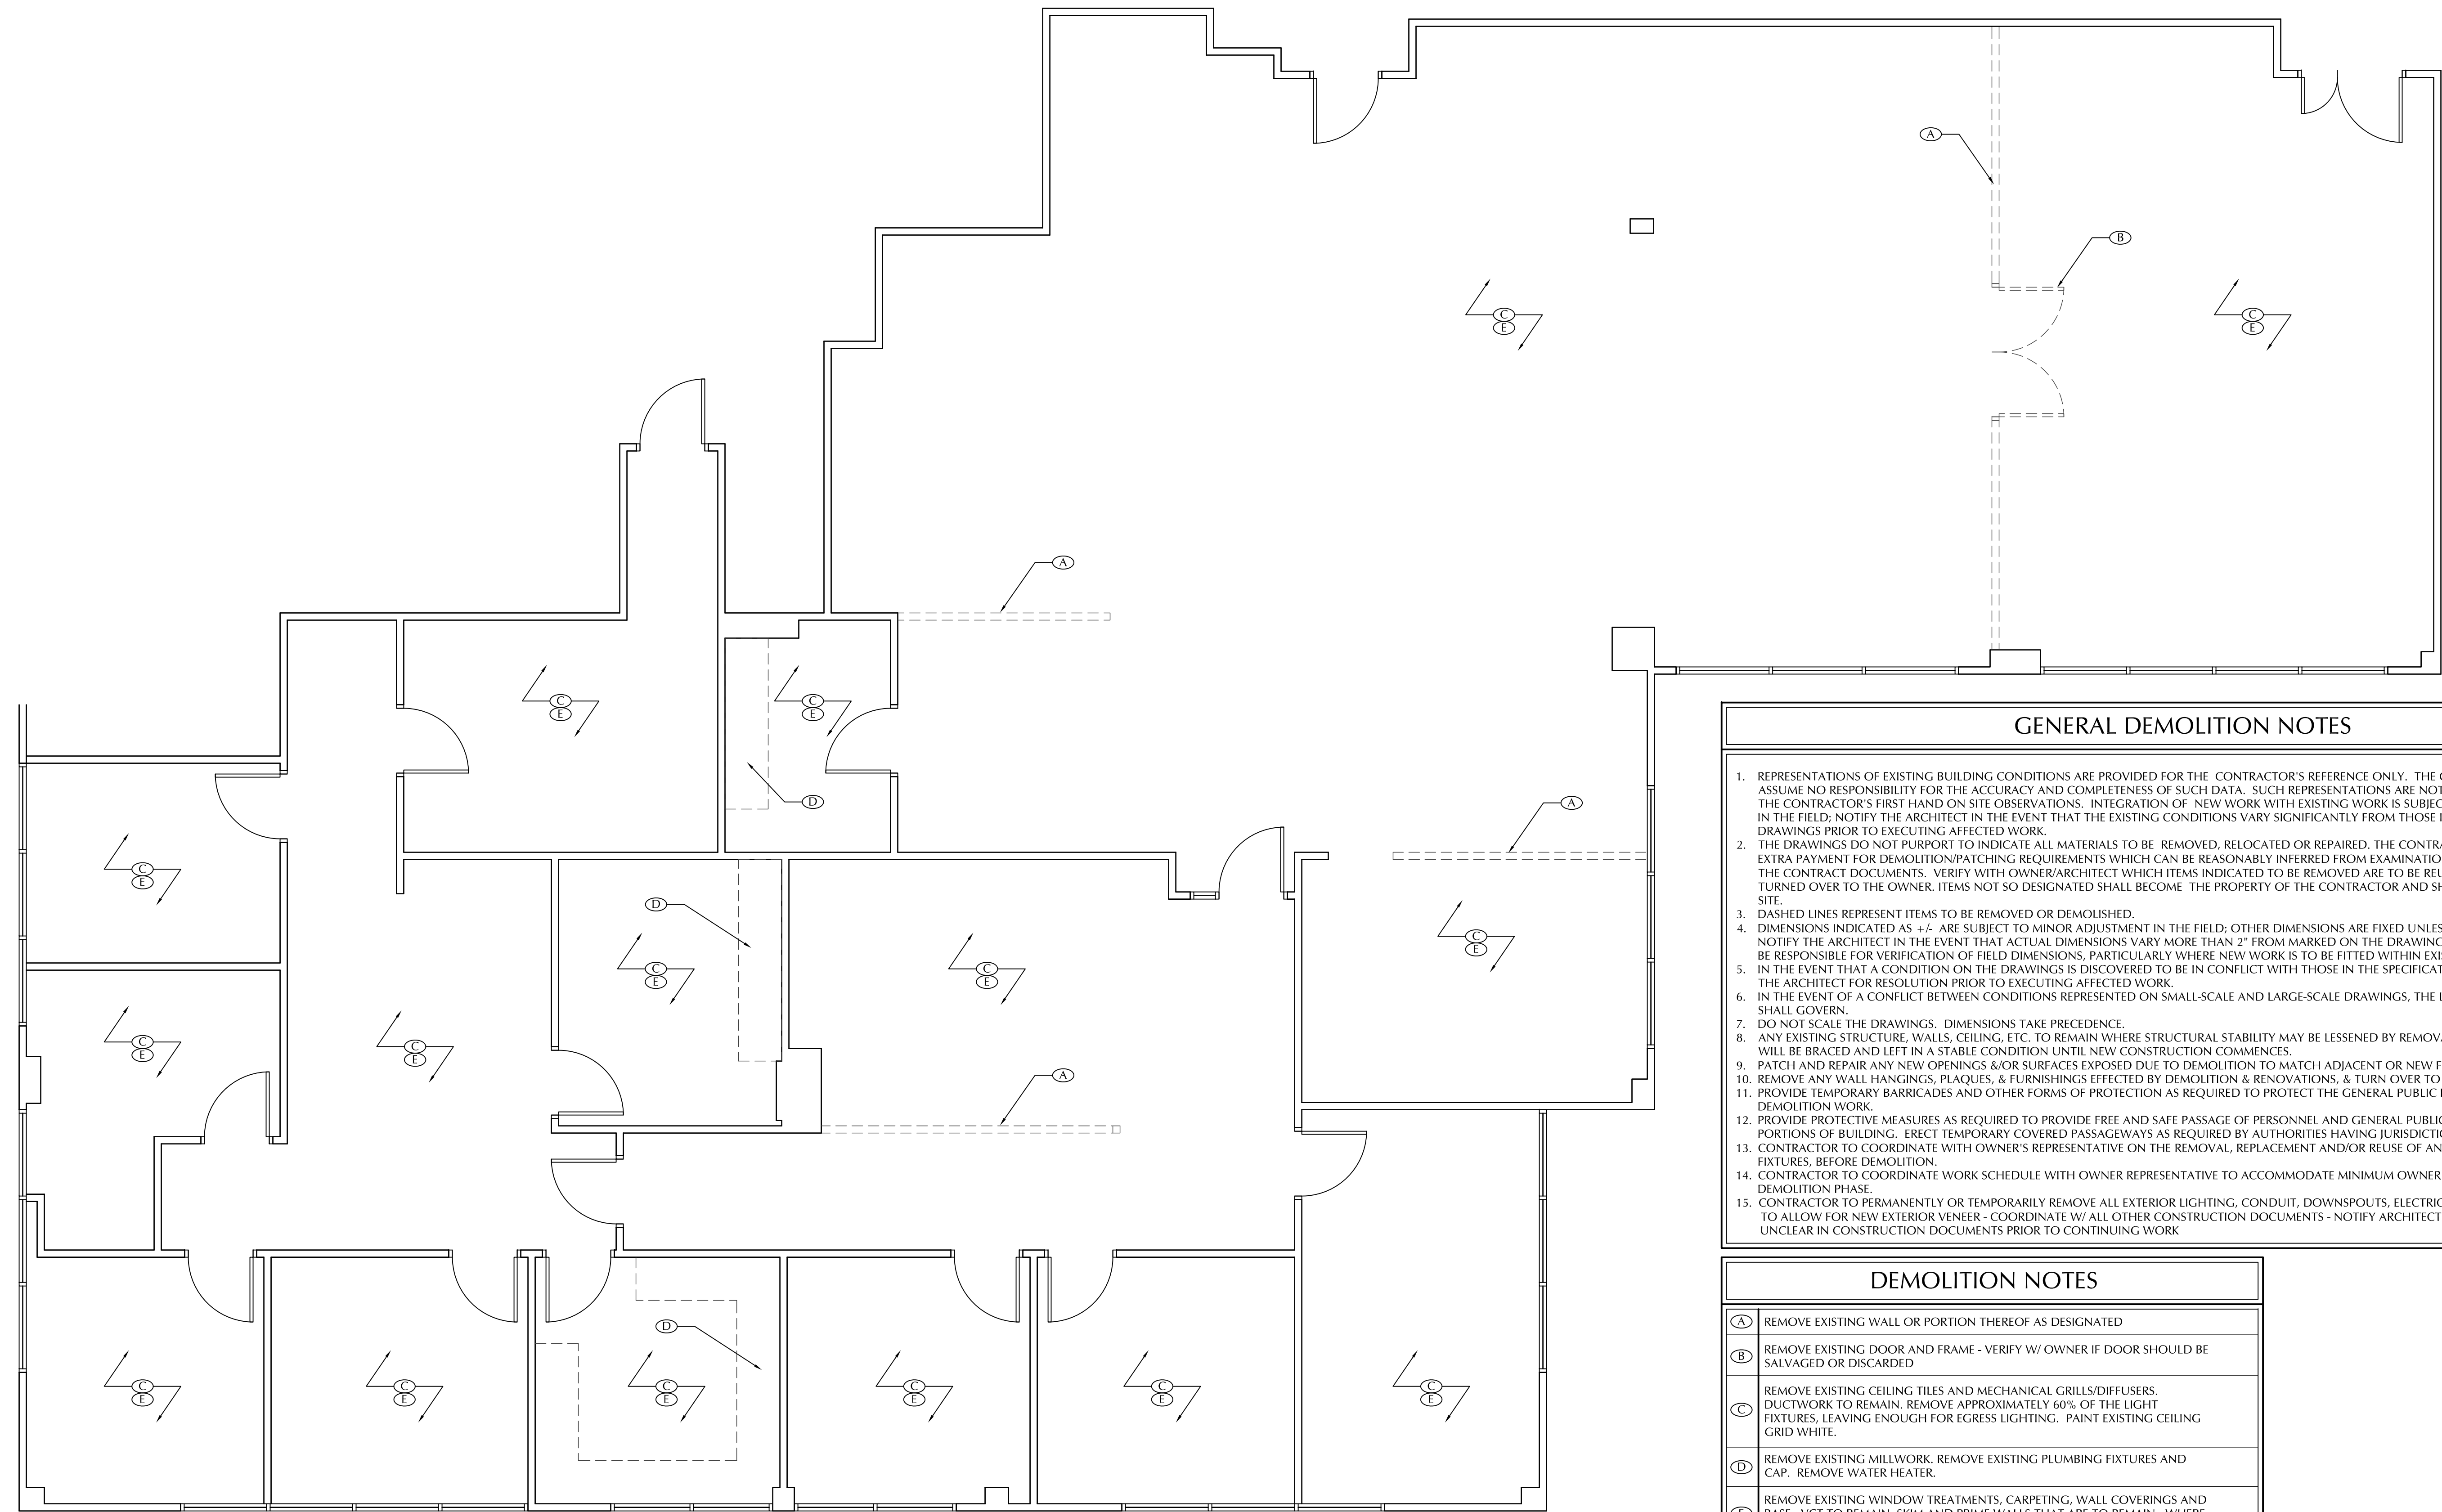 A
B
C
E
C
E
A
C
E
C
E
D
A
C
E
D
C
E
C
E
C
E
C
E
C
E
A
D
C
E
C
E
C
E
C
E
C
E
C
E
GENERAL DEMOLITION NOTES
1. REPRESENTATIONS OF EXISTING BUILDING CONDITIONS ARE PROVIDED FOR THE CONTRACTOR'S REFERENCE ONLY. THE
ASSUME NO RESPONSIBILITY FOR THE ACCURACY AND COMPLETENESS OF SUCH DATA. SUCH REPRESENTATIONS ARE NOT
THE CONTRACTOR'S FIRST HAND ON SITE OBSERVATIONS. INTEGRATION OF NEW WORK WITH EXISTING WORK IS
IN THE FIELD; NOTIFY THE ARCHITECT IN THE EVENT THAT THE EXISTING CONDITIONS VARY SIGNIFICANTLY FROM THOSE
DRAWINGS PRIOR TO EXECUTING AFFECTED WORK.
2. THE DRAWINGS DO NOT PURPORT TO INDICATE ALL MATERIALS TO BE REMOVED, RELOCATED OR REPAIRED. THE
EXTRA PAYMENT FOR DEMOLITION/PATCHING REQUIREMENTS WHICH CAN BE REASONABLY INFERRED FROM
THE CONTRACT DOCUMENTS. VERIFY WITH OWNER/ARCHITECT WHICH ITEMS INDICATED TO BE REMOVED ARE TO BE
TURNED OVER TO THE OWNER. ITEMS NOT SO DESIGNATED SHALL BECOME THE PROPERTY OF THE CONTRACTOR AND
SITE.
3. DASHED LINES REPRESENT ITEMS TO BE REMOVED OR DEMOLISHED.
4. DIMENSIONS INDICATED AS +/- ARE SUBJECT TO MINOR ADJUSTMENT IN THE FIELD; OTHER DIMENSIONS ARE FIXED
NOTIFY THE ARCHITECT IN THE EVENT THAT ACTUAL DIMENSIONS VARY MORE THAN 2" FROM MARKED ON THE
BE RESPONSIBLE FOR VERIFICATION OF FIELD DIMENSIONS, PARTICULARLY WHERE NEW WORK IS TO BE FITTED WITHIN
5. IN THE EVENT THAT A CONDITION ON THE DRAWINGS IS DISCOVERED TO BE IN CONFLICT WITH THOSE IN THE
THE ARCHITECT FOR RESOLUTION PRIOR TO EXECUTING AFFECTED WORK.
6. IN THE EVENT OF A CONFLICT BETWEEN CONDITIONS REPRESENTED ON SMALL-SCALE AND LARGE-SCALE DRAWINGS, THE
SHALL GOVERN.
7. DO NOT SCALE THE DRAWINGS. DIMENSIONS TAKE PRECEDENCE.
8. ANY EXISTING STRUCTURE, WALLS, CEILING, ETC. TO REMAIN WHERE STRUCTURAL STABILITY MAY BE LESSENED BY
WILL BE BRACED AND LEFT IN A STABLE CONDITION UNTIL NEW CONSTRUCTION COMMENCES.
9. PATCH AND REPAIR ANY NEW OPENINGS &/OR SURFACES EXPOSED DUE TO DEMOLITION TO MATCH ADJACENT OR NEW
10. REMOVE ANY WALL HANGINGS, PLAQUES, & FURNISHINGS EFFECTED BY DEMOLITION & RENOVATIONS, & TURN OVER TO
11. PROVIDE TEMPORARY BARRICADES AND OTHER FORMS OF PROTECTION AS REQUIRED TO PROTECT THE GENERAL PUBLIC
DEMOLITION WORK.
12. PROVIDE PROTECTIVE MEASURES AS REQUIRED TO PROVIDE FREE AND SAFE PASSAGE OF PERSONNEL AND GENERAL
PORTIONS OF BUILDING. ERECT TEMPORARY COVERED PASSAGEWAYS AS REQUIRED BY AUTHORITIES HAVING
13. CONTRACTOR TO COORDINATE WITH OWNER'S REPRESENTATIVE ON THE REMOVAL, REPLACEMENT AND/OR REUSE OF
FIXTURES, BEFORE DEMOLITION.
14. CONTRACTOR TO COORDINATE WORK SCHEDULE WITH OWNER REPRESENTATIVE TO ACCOMMODATE MINIMUM OWNER
DEMOLITION PHASE.
15. CONTRACTOR TO PERMANENTLY OR TEMPORARILY REMOVE ALL EXTERIOR LIGHTING, CONDUIT, DOWNSPOUTS,
TO ALLOW FOR NEW EXTERIOR VENEER - COORDINATE W/ ALL OTHER CONSTRUCTION DOCUMENTS - NOTIFY ARCHITECT
UNCLEAR IN CONSTRUCTION DOCUMENTS PRIOR TO CONTINUING WORK
DEMOLITION NOTES
A REMOVE EXISTING WALL OR PORTION THEREOF AS DESIGNATED
B REMOVE EXISTING DOOR AND FRAME - VERIFY W/ OWNER IF DOOR SHOULD BE
SALVAGED OR DISCARDED
C REMOVE EXISTING CEILING TILES AND MECHANICAL GRILLS/DIFFUSERS.
DUCTWORK TO REMAIN. REMOVE APPROXIMATELY 60% OF THE LIGHT
FIXTURES, LEAVING ENOUGH FOR EGRESS LIGHTING. PAINT EXISTING CEILING
GRID WHITE.
D REMOVE EXISTING MILLWORK. REMOVE EXISTING PLUMBING FIXTURES AND
CAP. REMOVE WATER HEATER.
REMOVE EXISTING WINDOW TREATMENTS, CARPETING, WALL COVERINGS AND
BASE - VCT TO REMAIN. SKIM AND PRIME WALLS THAT ARE TO REMAIN - WHERE